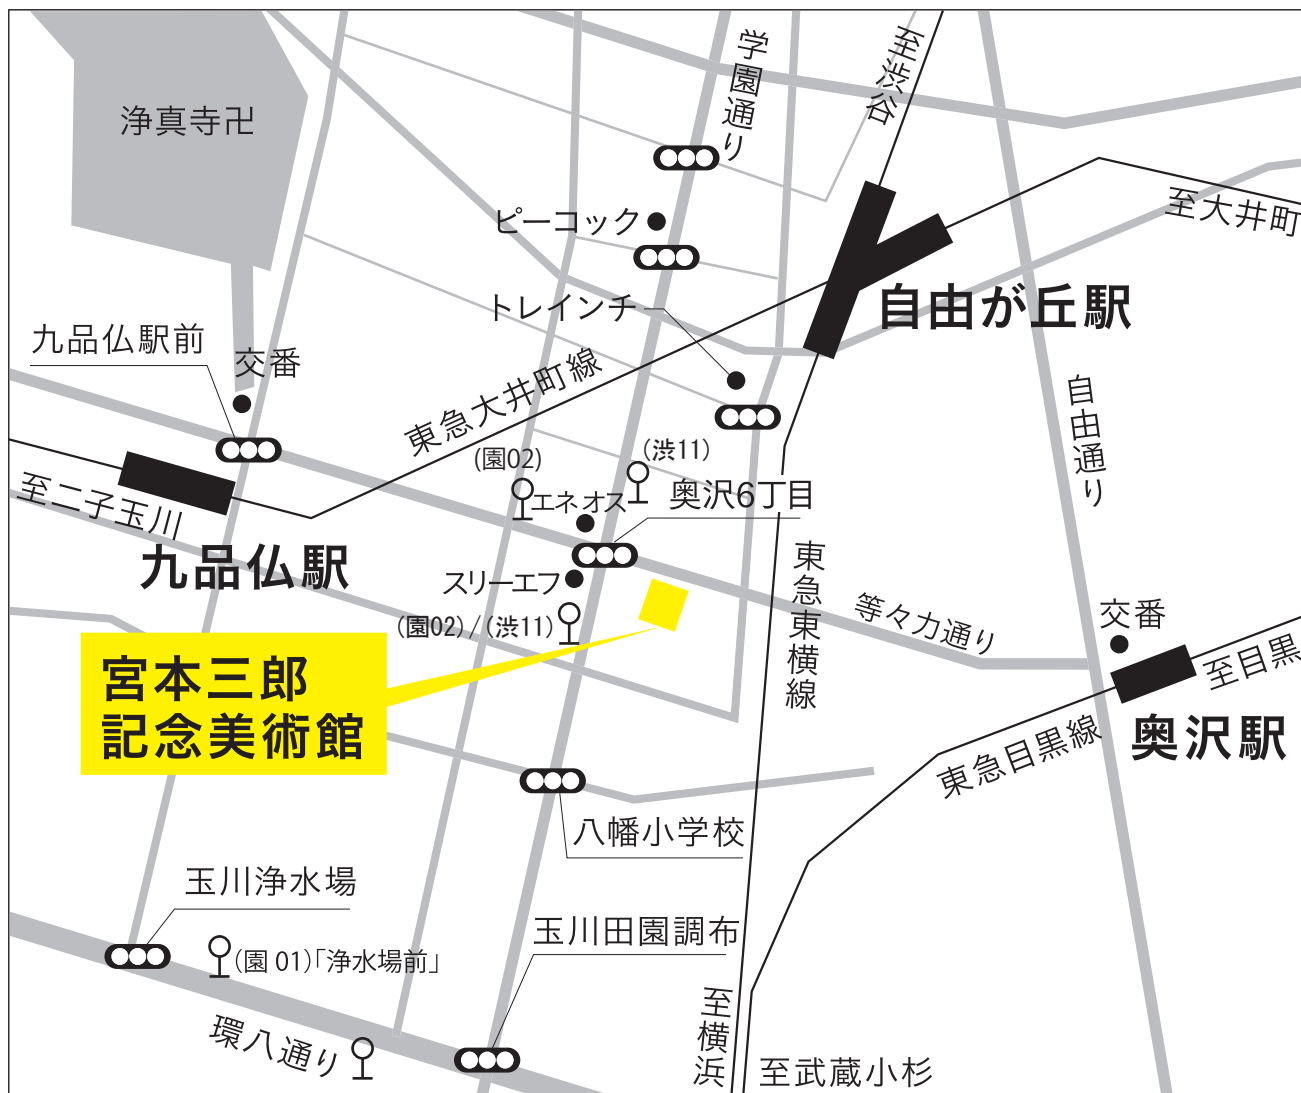 学園通り
至渋谷
浄真寺卍
至大井町
ピーコック
トレインチ
自由が丘駅
九品仏駅前
交番
東急大井町線
自由通り
(園02)
(渋11)
エネオス
奥沢6丁目
至二子玉川
九品仏駅
スリーエフ
(園02)/(渋11)
東急東横線
等々力通り
交番
至目黒
奥沢駅
東急目黒線
宮本三郎
記念美術館
八幡小学校
玉川浄水場
玉川田園調布
(園 01)「浄水場前」
環八通り
至横浜
至武蔵小杉